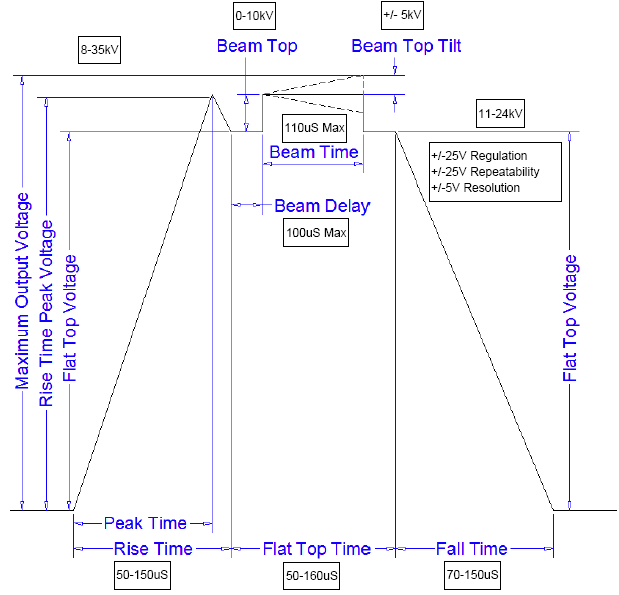 0-10kV
+/- 5kV
8-35kV
Beam Top
Beam Top Tilt
11-24kV
110uS Max
Beam Time
+/-25V Regulation
+/-25V Repeatability
+/-5V Resolution
Beam Delay
100uS Max
Maximum Output Voltage
Rise Time Peak Voltage
Flat Top Voltage
Flat Top Voltage
Peak Time
Rise Time
Flat Top Time
Fall Time
50-150uS
50-160uS
70-150uS